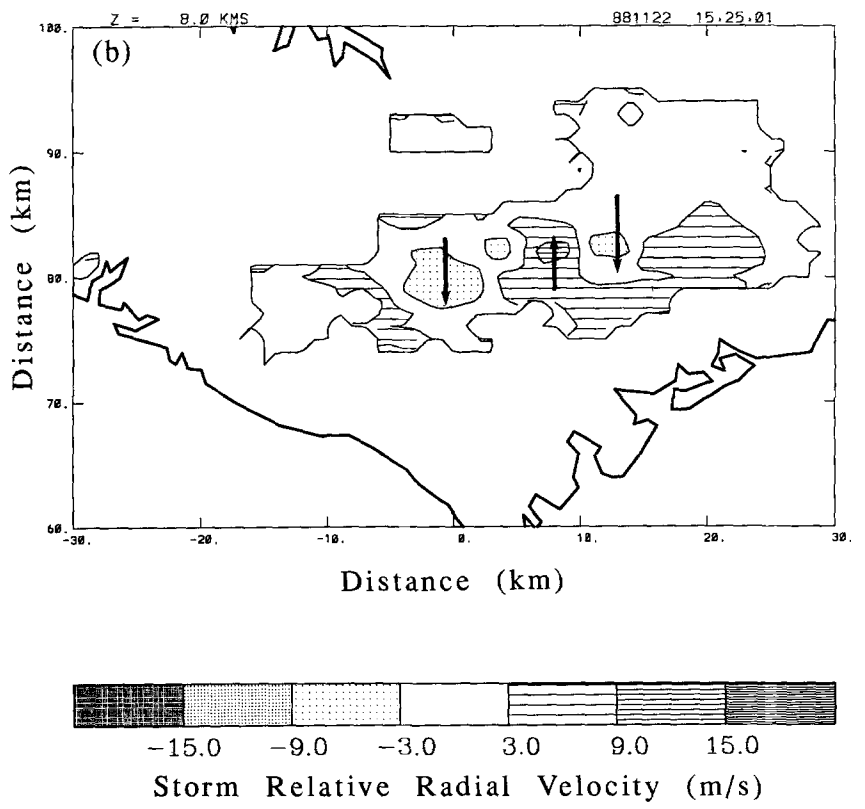 Z = 8.0 KMS 881122 15.25.01
(b)
100.
90.
80.
70.
60.
Distance (km)
-30. -20. -10. 0. 10. 20. 30.
Distance (km)
-15.0 -9.0 -3.0 3.0 9.0 15.0
Storm Relative Radial Velocity (m/s)